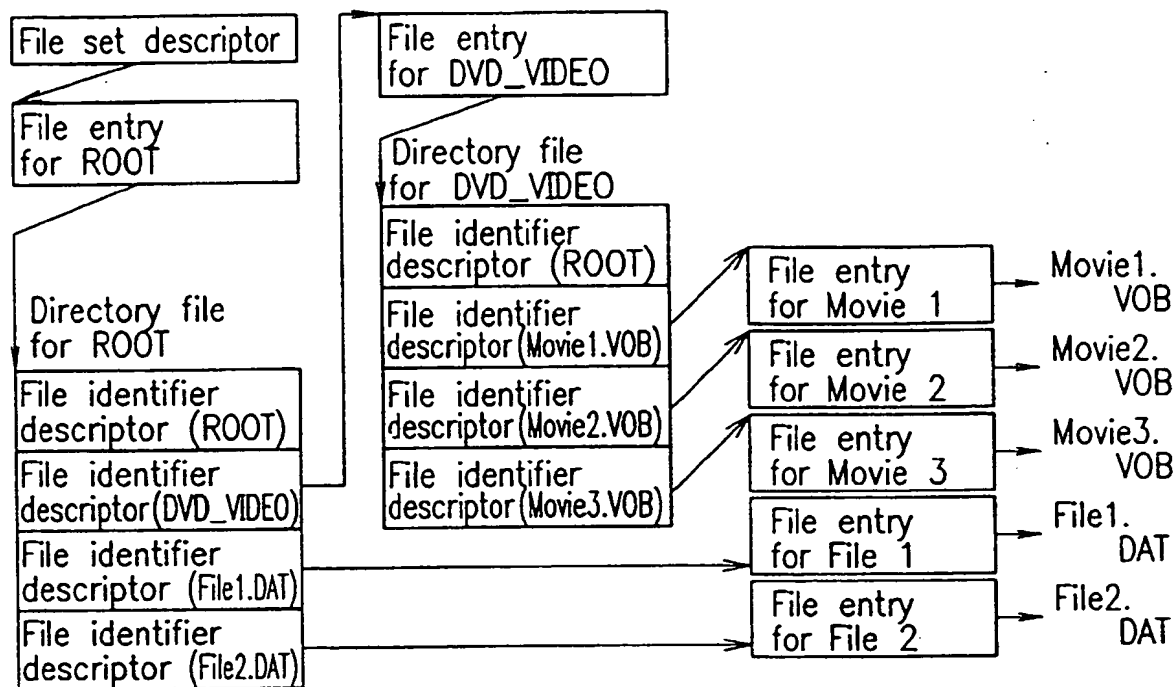 File set descriptor
File entry
for ROOT
Directory file
for ROOT
File identifier
descriptor (ROOT)
File identifier
descriptor(DVD_VIDEO)
File identifier
descriptor (File1.DAT)
File identifier
descriptor (File2.DAT)
File entry
for DVD_VIDEO
Directory file
for DVD_VIDEO
File identifier
descriptor (ROOT)
File identifier
descriptor(Movie1.VOB)
File identifier
descriptor(Movie2.VOB)
File identifier
descriptor(Movie3.VOB)
File entry
for Movie 1
File entry
for Movie 2
File entry
for Movie 3
File entry
for File 1
File entry
for File 2
Movie1.
VOB
Movie2.
VOB
Movie3.
VOB
File1.
DAT
File2.
DAT